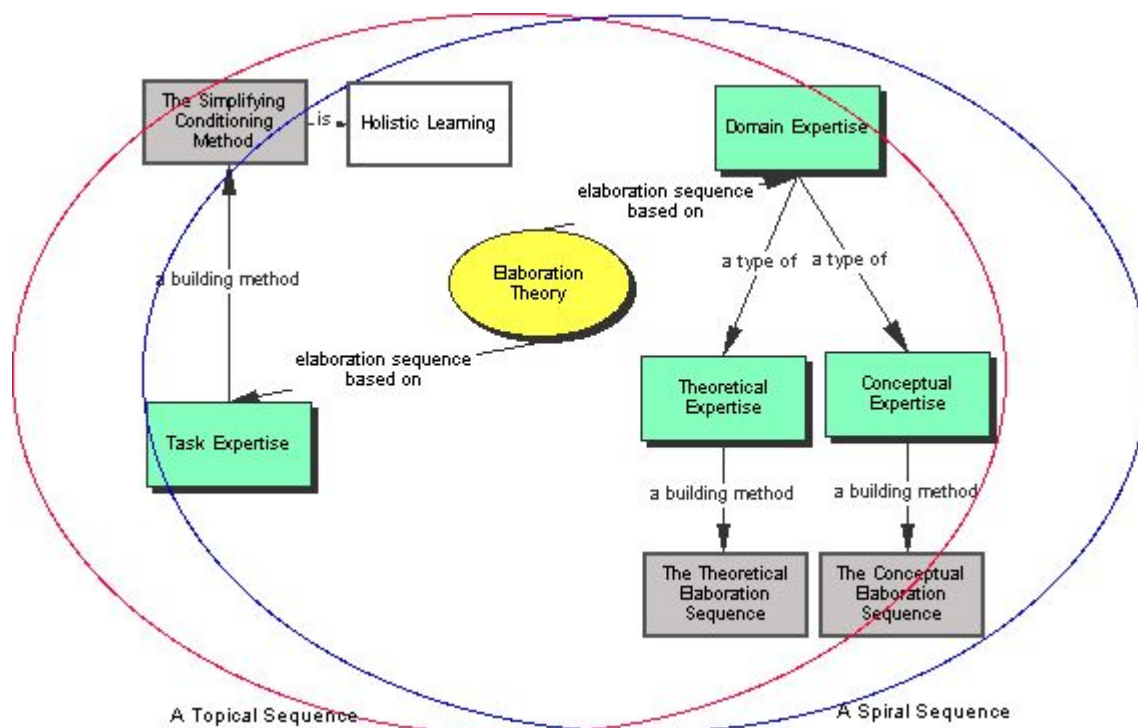 The Simplifying
Conditioning
Method
is
Holistic Learning
Domain Expertise
elaboration sequence
based on
Elaboration
Theory
a building method
a type of
a type of
elaboration sequence
based on
Task Expertise
Theoretical
Expertise
Conceptual
Expertise
a building method
a building method
The Theoretical
Elaboration
Sequence
The Conceptual
Elaboration
Sequence
A Topical Sequence
A Spiral Sequence